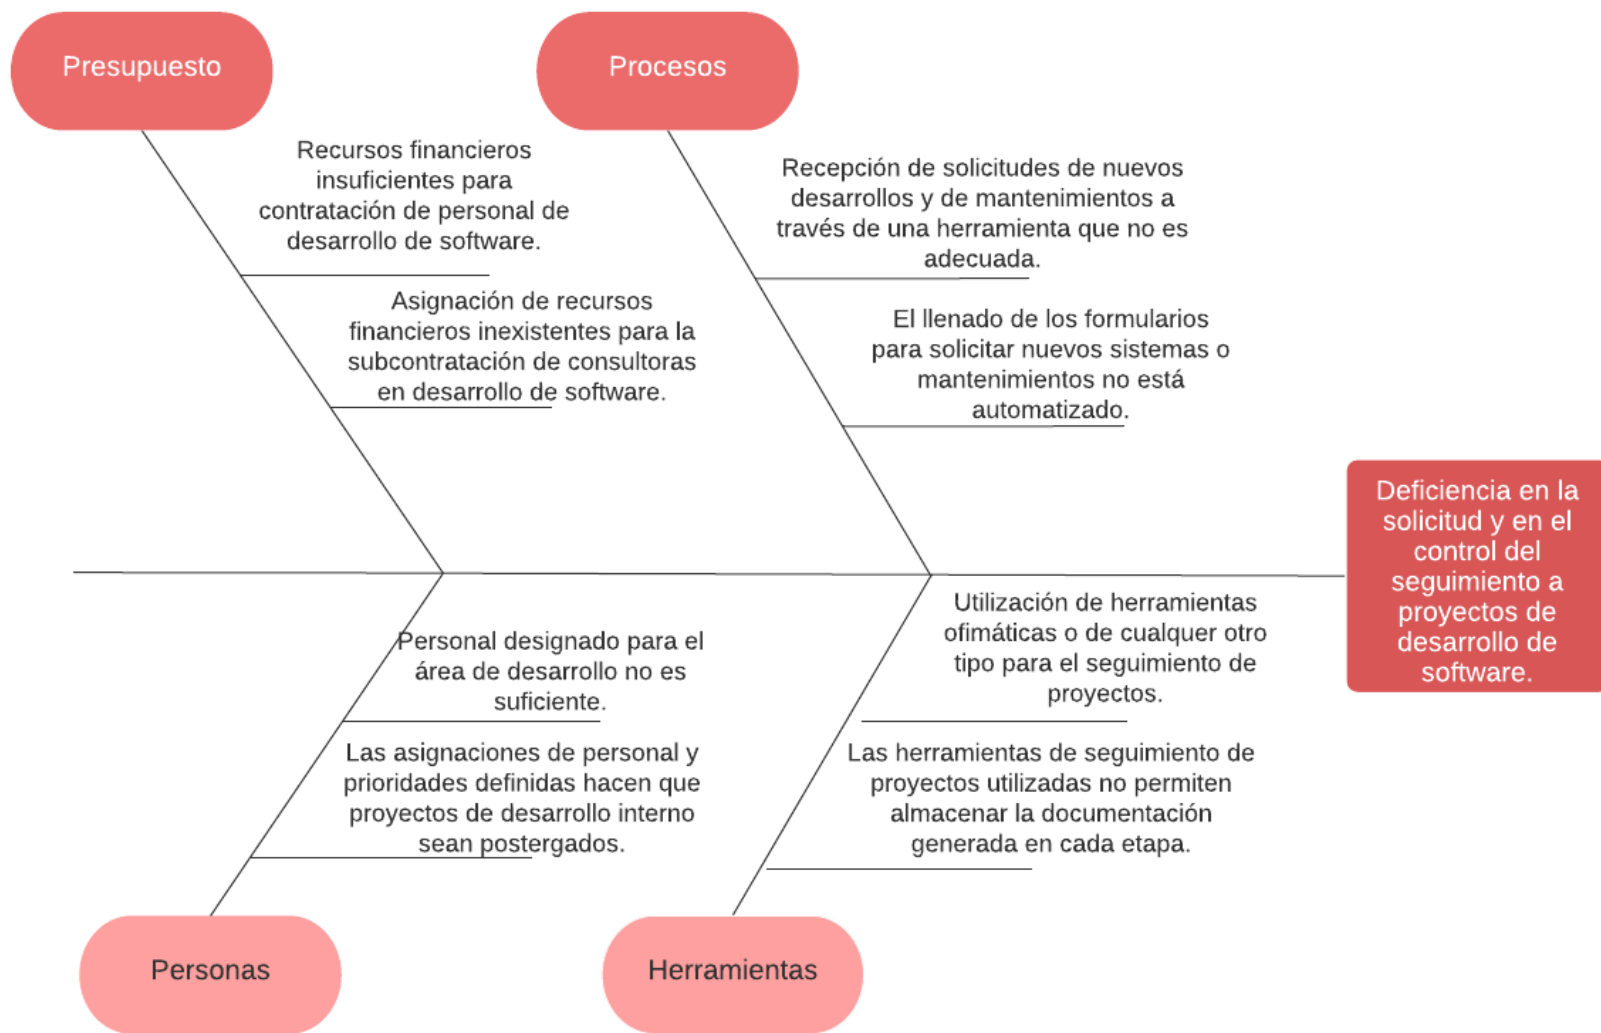 Presupuesto
Procesos
Recursos financieros
insuficientes para
contratación de personal de
desarrollo de software.
Asignación de recursos
financieros inexistentes para la
subcontratación de consultoras
en desarrollo de software.
Recepción de solicitudes de nuevos
desarrollos y de mantenimientos a
través de una herramienta que no es
adecuada.
El llenado de los formularios
para solicitar nuevos sistemas o
mantenimientos no está
automatizado.
Deficiencia en la
solicitud y en el
control del
seguimiento a
proyectos de
desarrollo de
software.
Personal designado para el
área de desarrollo no es
suficiente.
Las asignaciones de personal y
prioridades definidas hacen que
proyectos de desarrollo interno
sean postergados.
Utilización de herramientas
ofimáticas o de cualquer otro
tipo para el seguimiento de
proyectos.
Las herramientas de seguimiento de
proyectos utilizadas no permiten
almacenar la documentación
generada en cada etapa.
Personas
Herramientas